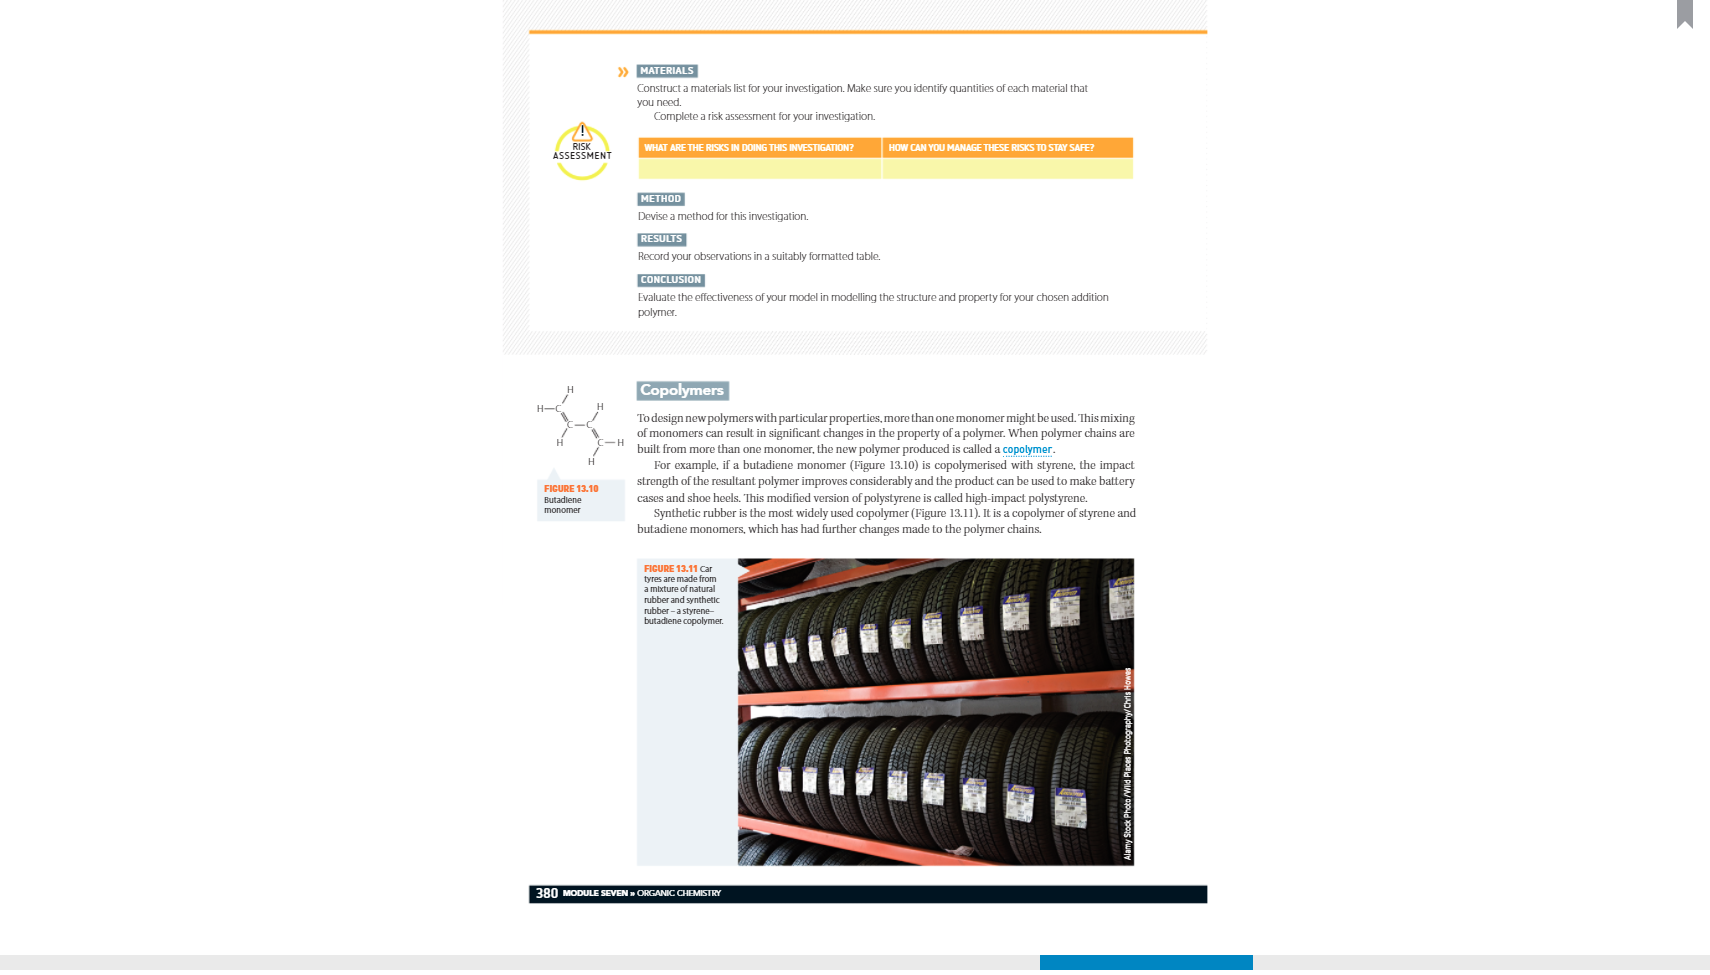 MATERIALS
Construct a materials list for your investigation. Make sure you identify quantities of each material that
you need.
Complete a risk assessment for your investigation.
!
RISK
ASSESSMENT
WHAT ARE THE RISKS IN DOING THIS INVESTIGATION?
HOW CAN YOU MANAGE THESE RISKS TO STAY SAFE?
METHOD
Devise a method for this investigation.
RESULTS
Record your observations in a suitably formatted table.
CONCLUSION
Evaluate the effectiveness of your model in modelling the structure and property for your chosen addition
polymer.
H
H C H
C C
H C H
H
FIGURE 13.10
Butadiene
monomer
Copolymers
To design new polymers with particular properties, more than one monomer might be used. This mixing
of monomers can result in significant changes in the property of a polymer. When polymer chains are
built from more than one monomer, the new polymer produced is called a copolymer.
For example, if a butadiene monomer (Figure 13.10) is copolymerised with styrene, the impact
strength of the resultant polymer improves considerably and the product can be used to make battery
cases and shoe heels. This modified version of polystyrene is called high-impact polystyrene.
Synthetic rubber is the most widely used copolymer (Figure 13.11). It is a copolymer of styrene and
butadiene monomers, which has had further changes made to the polymer chains.
FIGURE 13.11 Car
tyres are made from
a mixture of natural
rubber and synthetic
rubber – a styrene–
butadiene copolymer.
Alamy Stock Photo/Wild Places Photography/Chris Howes
380 MODULE SEVEN » ORGANIC CHEMISTRY